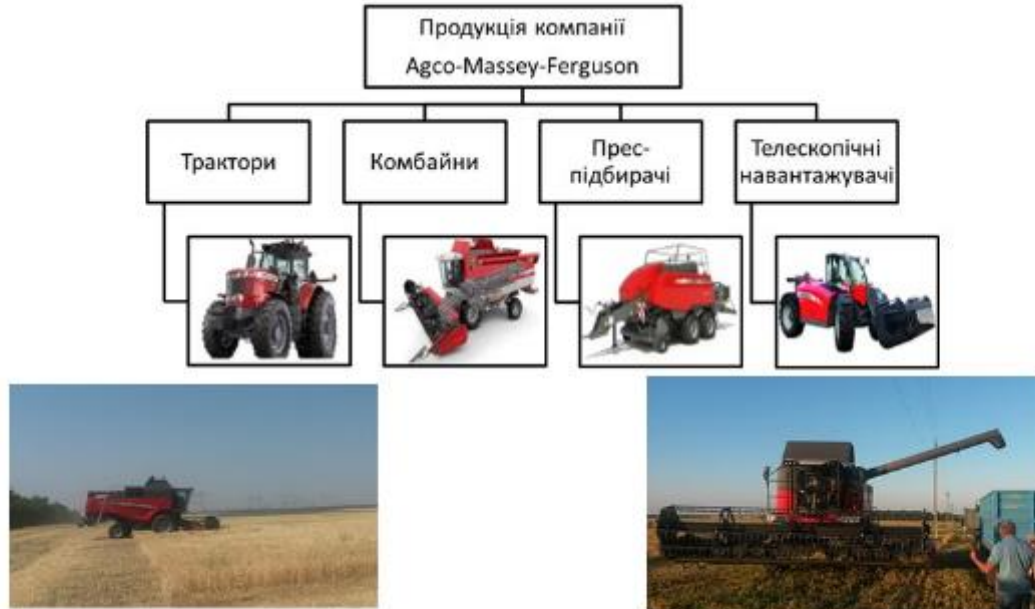 Продукція компанії
Agco-Massey-Ferguson
Трактори
Комбайни
Прес-
підбирачі
Телескопічні
навантажувачі